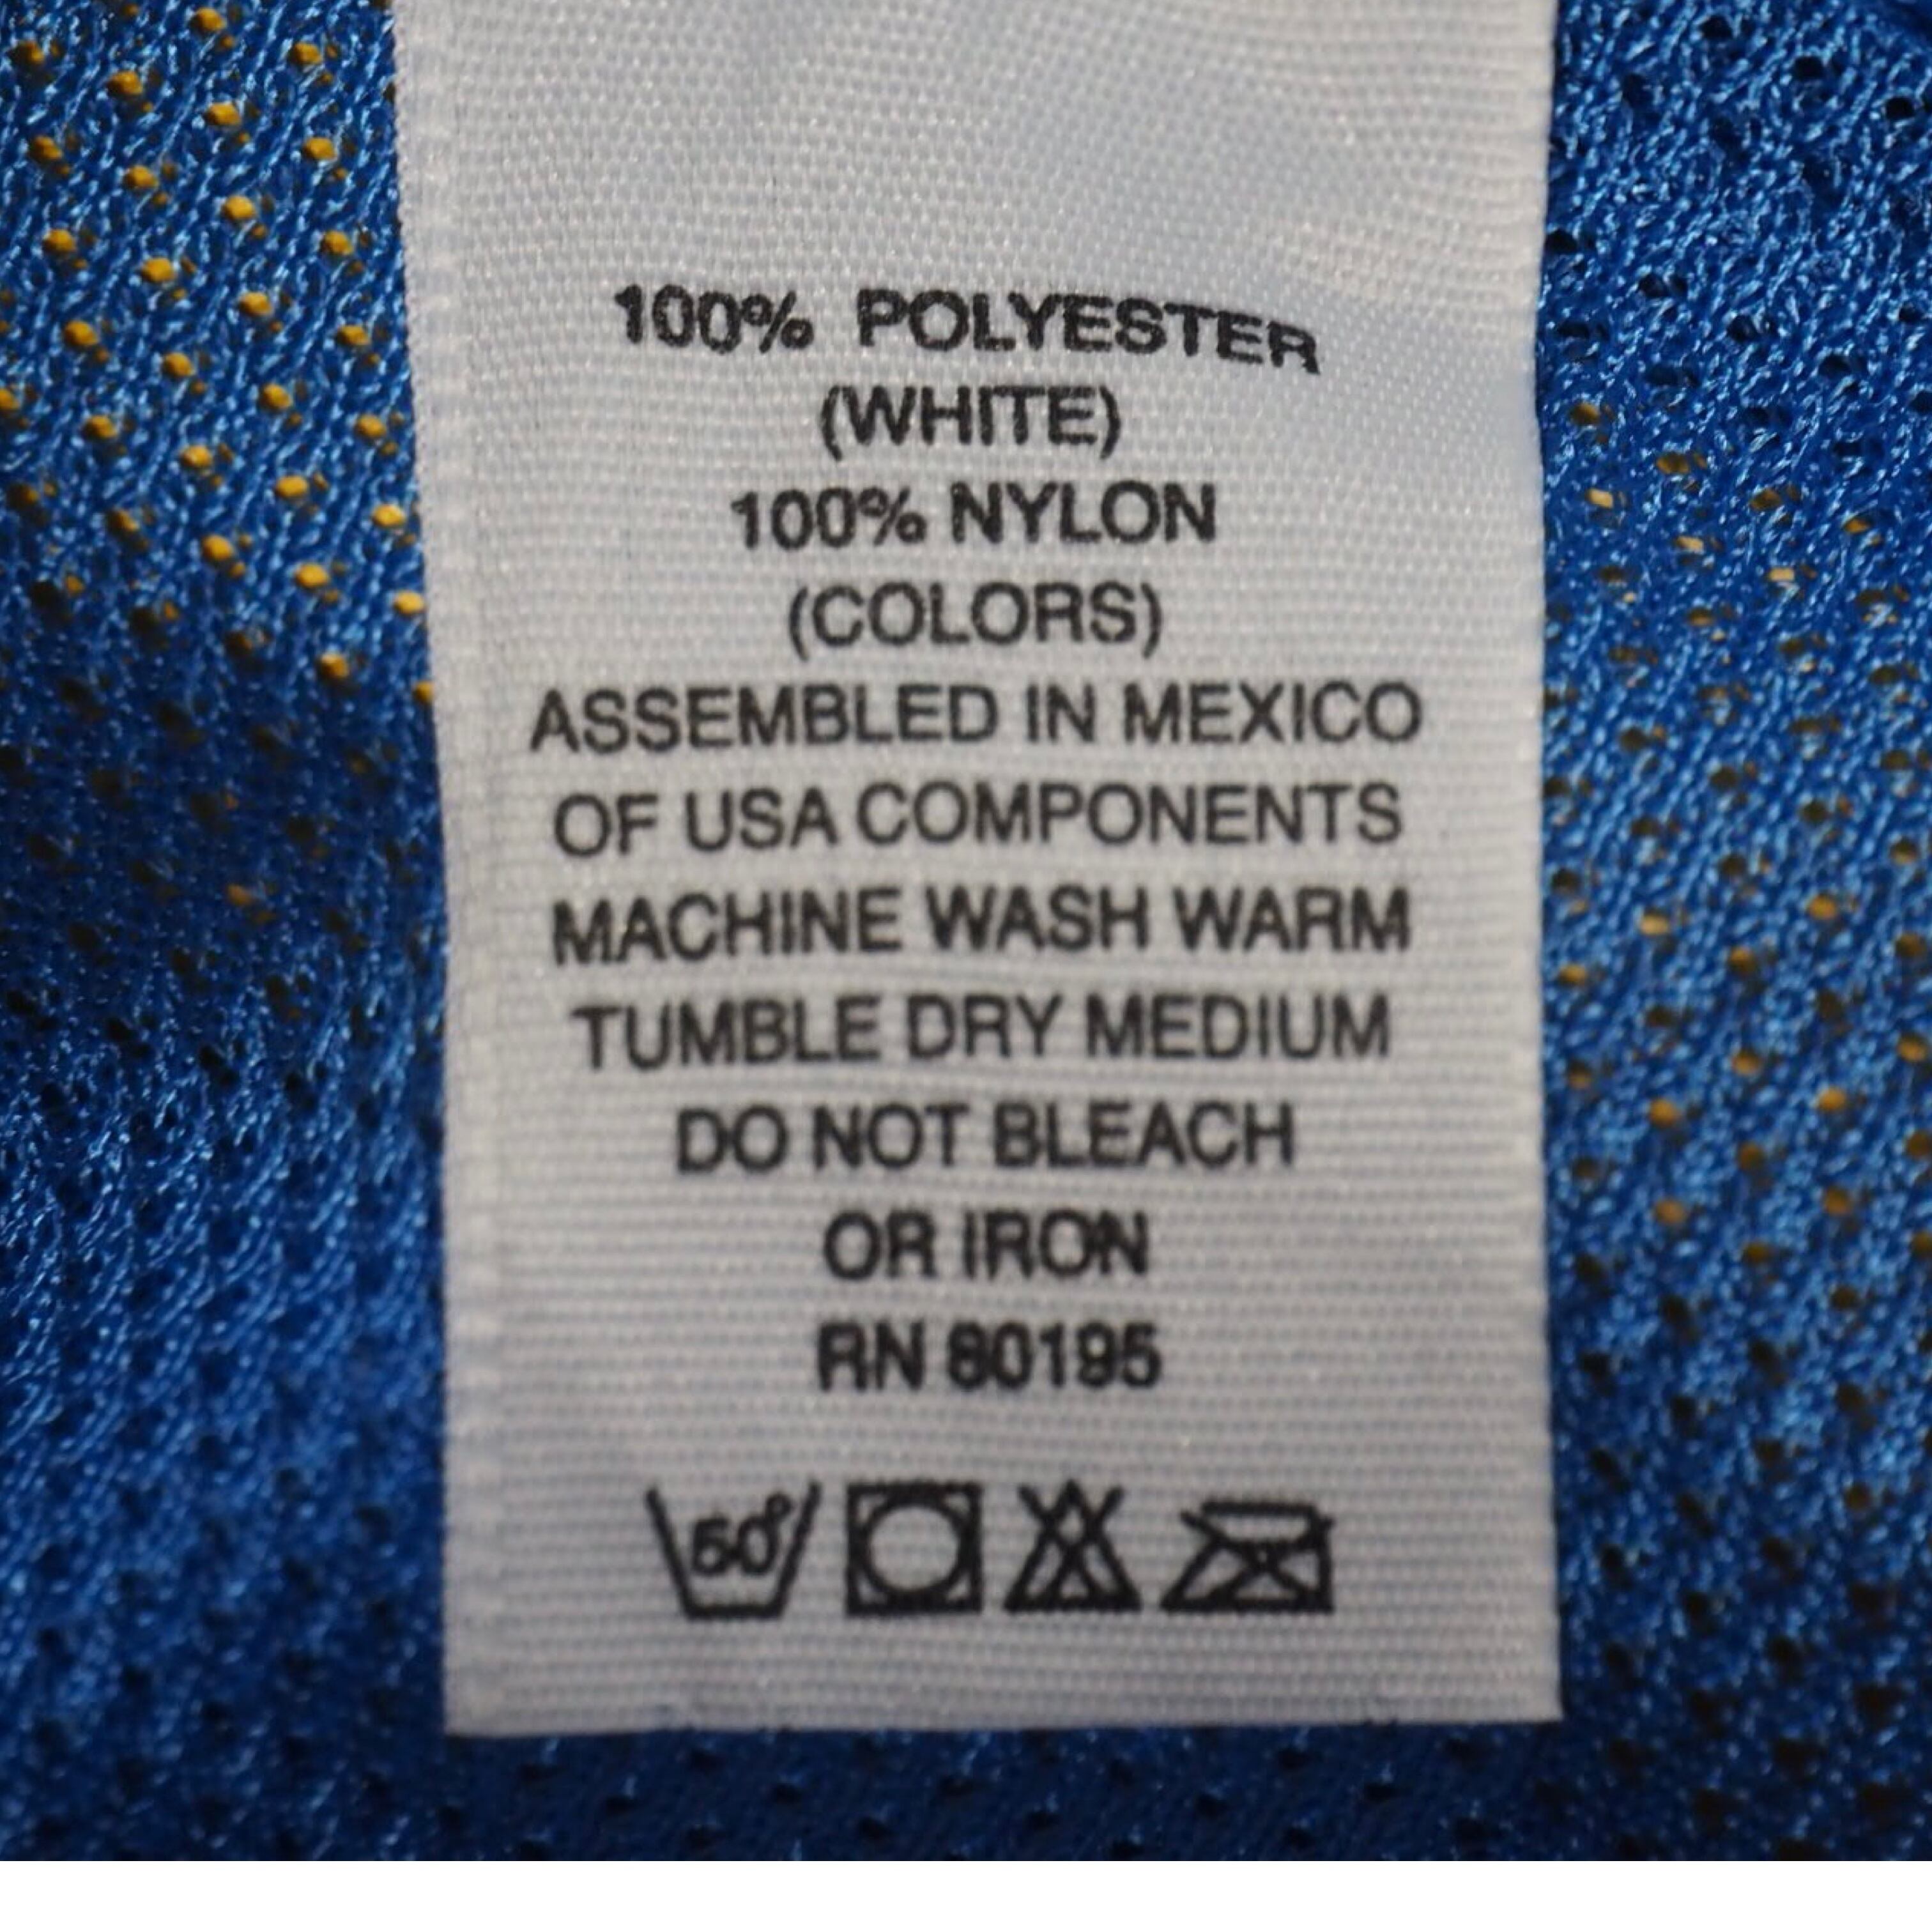 100% POLYESTER
(WHITE)
100% NYLON
(COLORS)
ASSEMBLED IN MEXICO
OF USA COMPONENTS
MACHINE WASH WARM
TUMBLE DRY MEDIUM
DO NOT BLEACH
OR IRON
RN 80195
50°